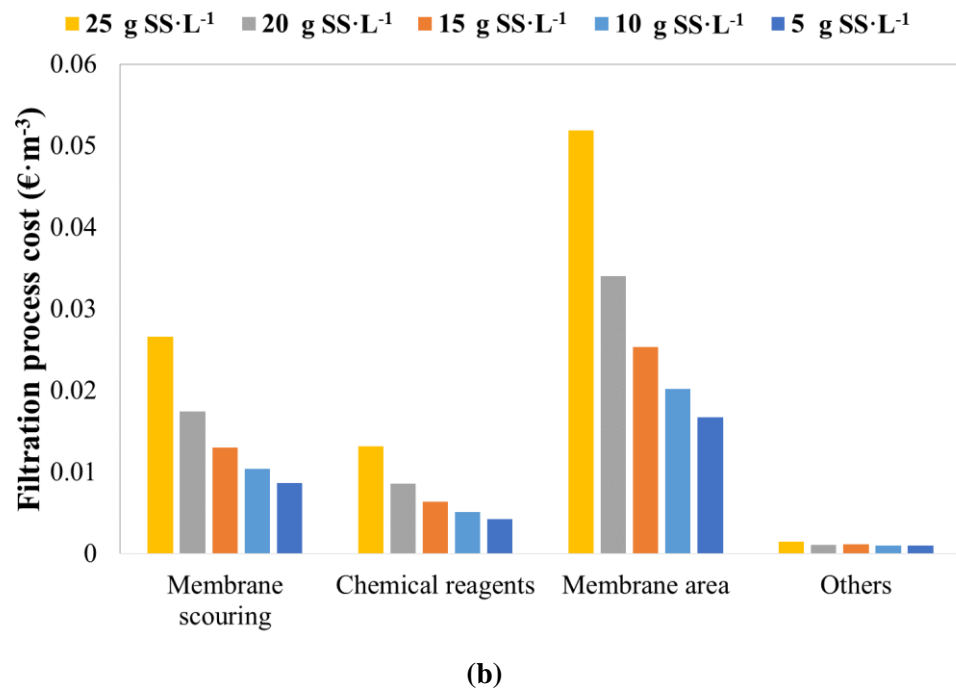 25 g SS·L⁻¹ 20 g SS·L⁻¹ 15 g SS·L⁻¹ 10 g SS·L⁻¹ 5 g SS·L⁻¹
Filtration process cost (€·m⁻³)
0.06
0.05
0.04
0.03
0.02
0.01
0
Membrane scouring
Chemical reagents
Membrane area
Others
(b)